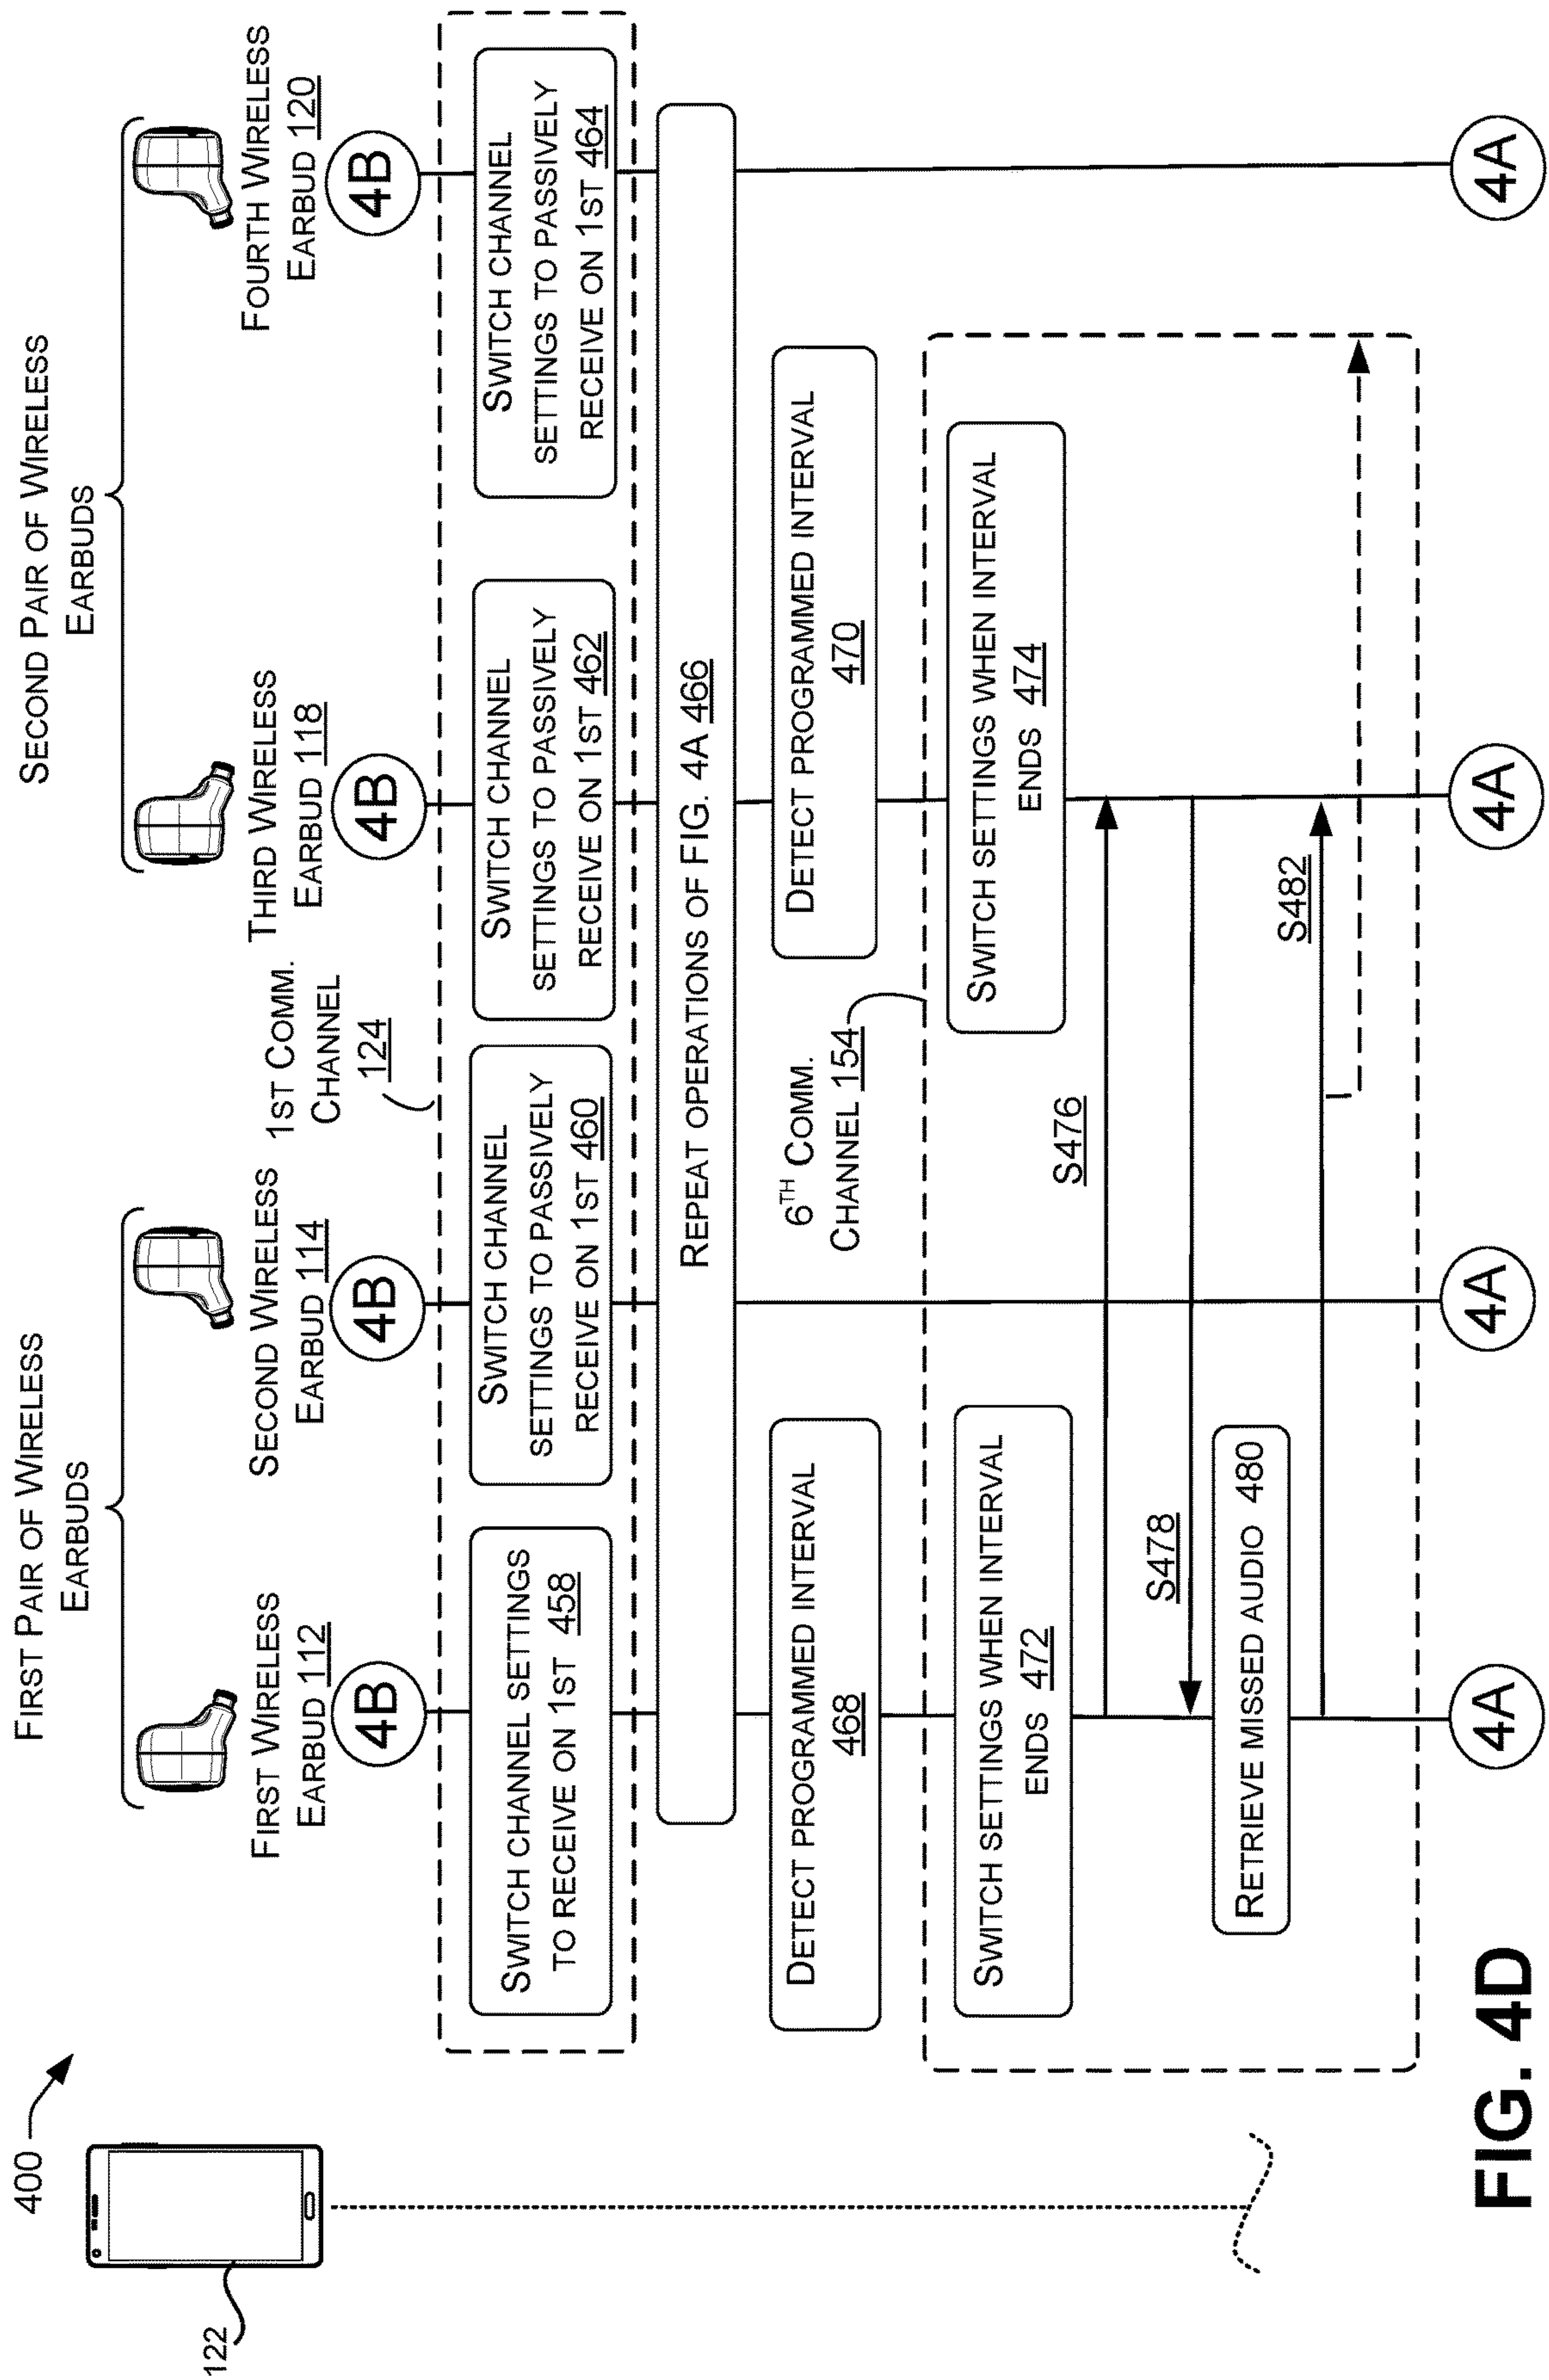 400
122
FIRST PAIR OF WIRELESS
EARBUDS
SECOND PAIR OF WIRELESS
EARBUDS
FIRST WIRELESS
EARBUD 112
SECOND WIRELESS
EARBUD 114
1ST COMM.
CHANNEL
124
THIRD WIRELESS
EARBUD 118
FOURTH WIRELESS
EARBUD 120
4B
4B
4B
4B
SWITCH CHANNEL SETTINGS
TO RECEIVE ON 1ST 458
SWITCH CHANNEL
SETTINGS TO PASSIVELY
RECEIVE ON 1ST 460
SWITCH CHANNEL
SETTINGS TO PASSIVELY
RECEIVE ON 1ST 462
SWITCH CHANNEL
SETTINGS TO PASSIVELY
RECEIVE ON 1ST 464
REPEAT OPERATIONS OF FIG. 4A 466
DETECT PROGRAMMED INTERVAL
468
DETECT PROGRAMMED INTERVAL
470
6TH COMM.
CHANNEL 154
SWITCH SETTINGS WHEN INTERVAL
ENDS 472
SWITCH SETTINGS WHEN INTERVAL
ENDS 474
S476
S478
RETRIEVE MISSED AUDIO 480
S482
4A
4A
4A
4A
FIG. 4D